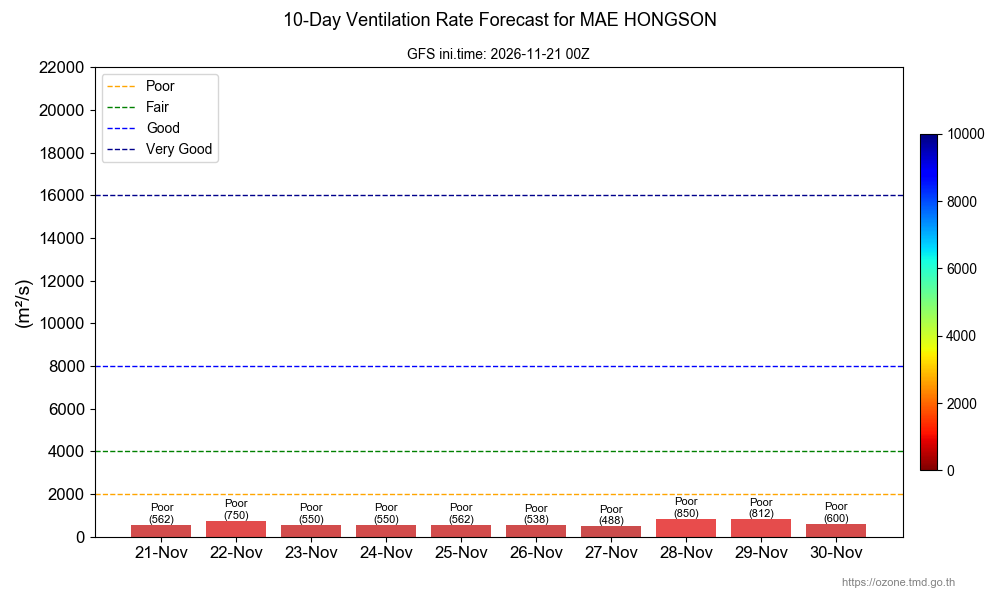 10-Day Ventilation Rate Forecast for MAE HONGSON
GFS ini.time: 2026-11-21 00Z
(m²/s)
22000
20000
18000
16000
14000
12000
10000
8000
6000
4000
2000
0
Poor
Fair
Good
Very Good
Poor
(562)
Poor
(750)
Poor
(550)
Poor
(550)
Poor
(562)
Poor
(538)
Poor
(488)
Poor
(850)
Poor
(812)
Poor
(600)
21-Nov 22-Nov 23-Nov 24-Nov 25-Nov 26-Nov 27-Nov 28-Nov 29-Nov 30-Nov
10000
8000
6000
4000
2000
0
https://ozone.tmd.go.th